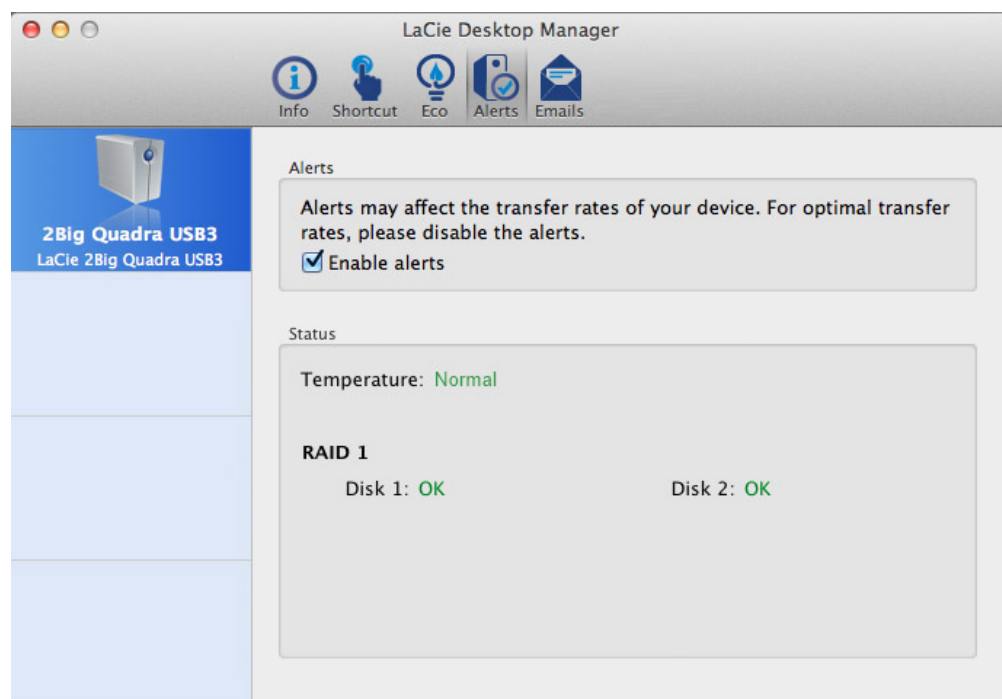 LaCie Desktop Manager
Info Shortcut Eco Alerts Emails
2Big Quadra USB3
LaCie 2Big Quadra USB3
Alerts
Alerts may affect the transfer rates of your device. For optimal transfer
rates, please disable the alerts.
Enable alerts
Status
Temperature: Normal
RAID 1
Disk 1: OK Disk 2: OK